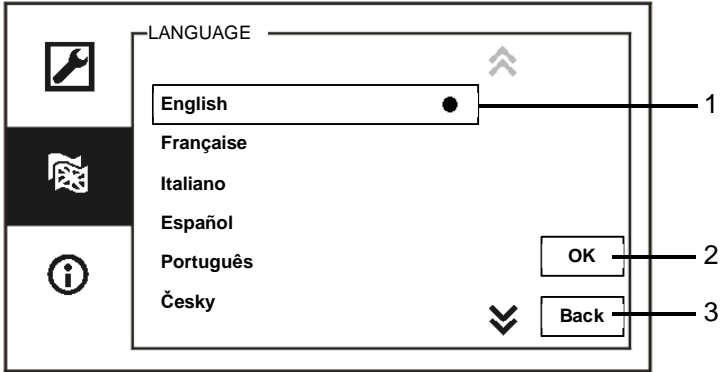 LANGUAGE
English
1
Française
Italiano
Español
Português
OK
2
Česky
Back
3